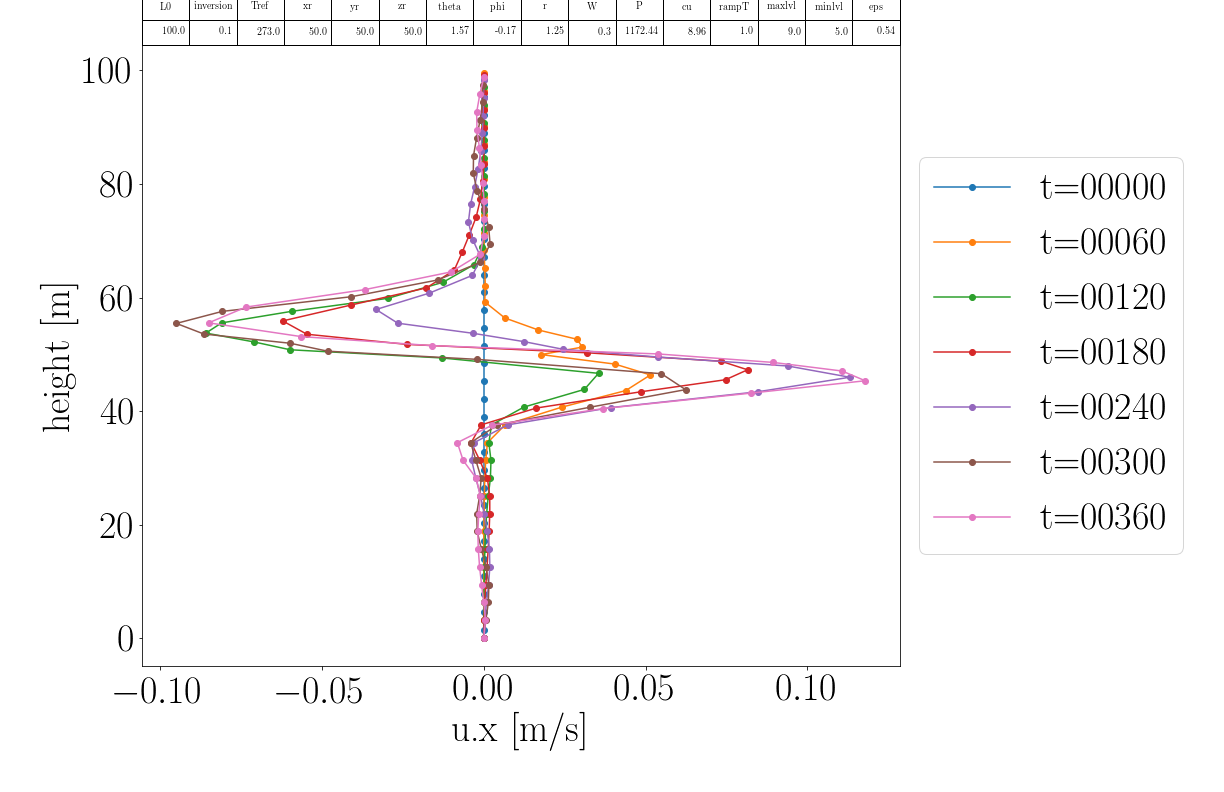 L0 inversion Tref xr yr zr theta phi r W P cu rampT maxlvl minlvl eps
100.0 0.1 273.0 50.0 50.0 50.0 1.57 -0.17 1.25 0.3 1172.44 8.96 1.0 9.0 5.0 0.54
100
80
60
40
20
0
height [m]
−0.10 −0.05 0.00 0.05 0.10
u.x [m/s]
t=00000
t=00060
t=00120
t=00180
t=00240
t=00300
t=00360